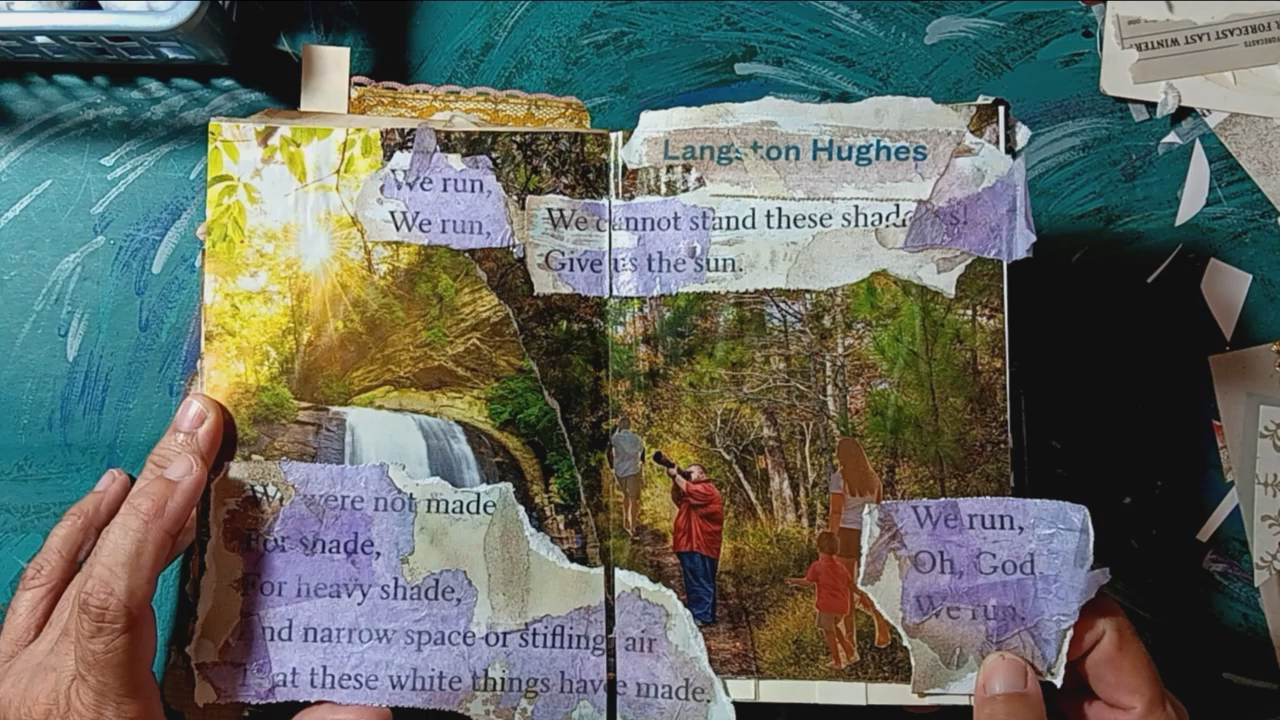 Langston Hughes
We run,
We run,
We cannot stand these shadows!
Give us the sun.
We were not made
For shade,
For heavy shade,
And narrow space or stifling air
That these white things have made.
We run,
Oh, God
We run.
FORECAST LAST WINTER
FORECASTS